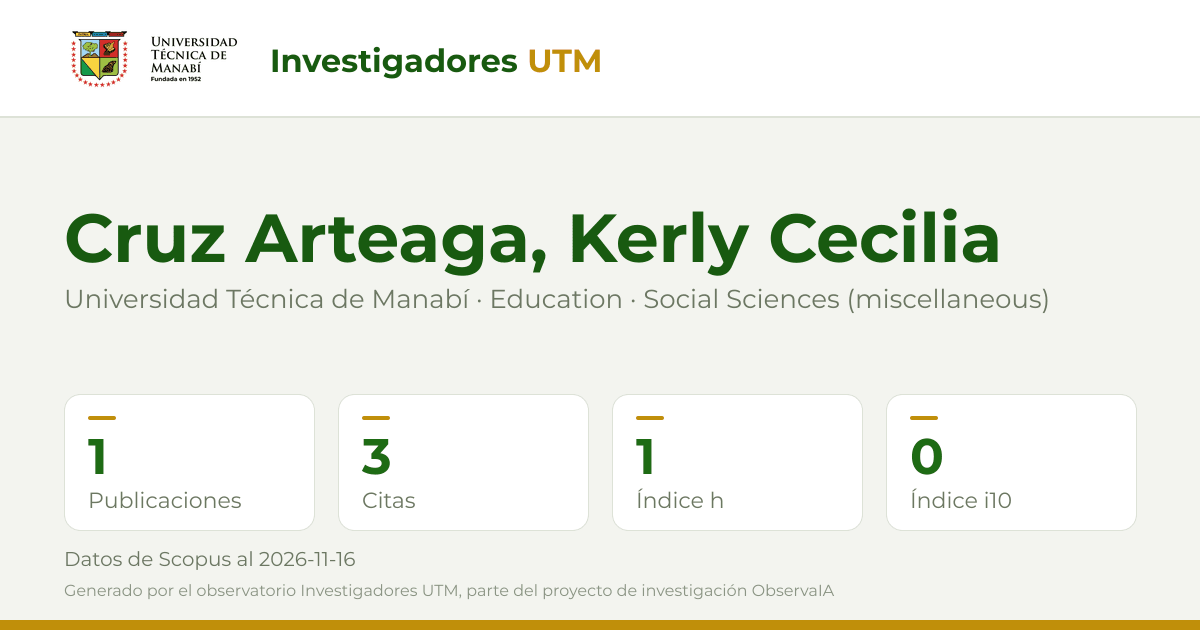 UNIVERSIDAD
TÉCNICA DE
MANABÍ
Fundada en 1952
Investigadores UTM
Cruz Arteaga, Kerly Cecilia
Universidad Técnica de Manabí · Education · Social Sciences (miscellaneous)
1
Publicaciones
3
Citas
1
Índice h
0
Índice i10
Datos de Scopus al 2026-11-16
Generado por el observatorio Investigadores UTM, parte del proyecto de investigación ObservaIA